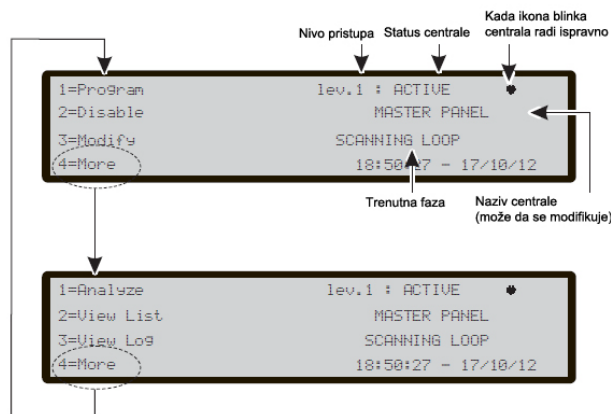 Nivo pristupa Status centrale Kada ikona blinka
centrala radi ispravno
1=Program lev.1 : ACTIVE
2=Disable MASTER PANEL
3=Modify SCANNING LOOP
4=More 18:50:27 - 17/10/12
Trenutna faza Naziv centrale
(može da se modifikuje)
1=Analyze lev.1 : ACTIVE
2=View List MASTER PANEL
3=View Log SCANNING LOOP
4=More 18:50:27 - 17/10/12